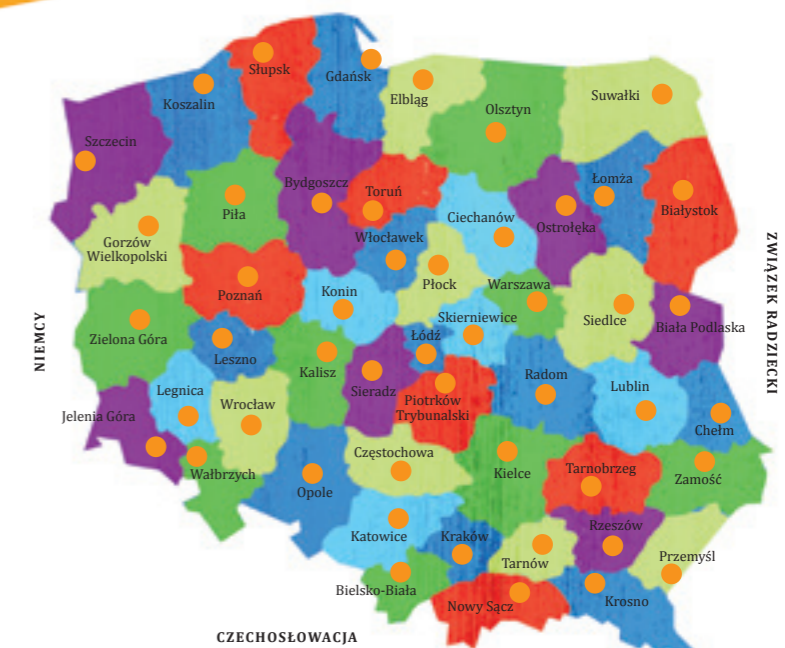 Słupsk
Gdańsk
Koszalin
Elbląg
Suwałki
Olsztyn
Szczecin
Bydgoszcz
Toruń
Łomża
Piła
Ciechanów
Ostrołęka
Białystok
Gorzów
Wielkopolski
Włocławek
Płock
Warszawa
Poznań
Konin
Skierniewice
Siedlce
Biała Podlaska
ZWIĄZEK RADZIECKI
NIEMCY
Zielona Góra
Leszno
Łódź
Kalisz
Sieradz
Radom
Lublin
Legnica
Wrocław
Piotrków
Trybunalski
Jelenia Góra
Chełm
Częstochowa
Wałbrzych
Opole
Kielce
Tarnobrzeg
Zamość
Katowice
Kraków
Rzeszów
Tarnów
Przemyśl
Bielsko-Biała
Nowy Sącz
Krosno
CZECHOSŁOWACJA